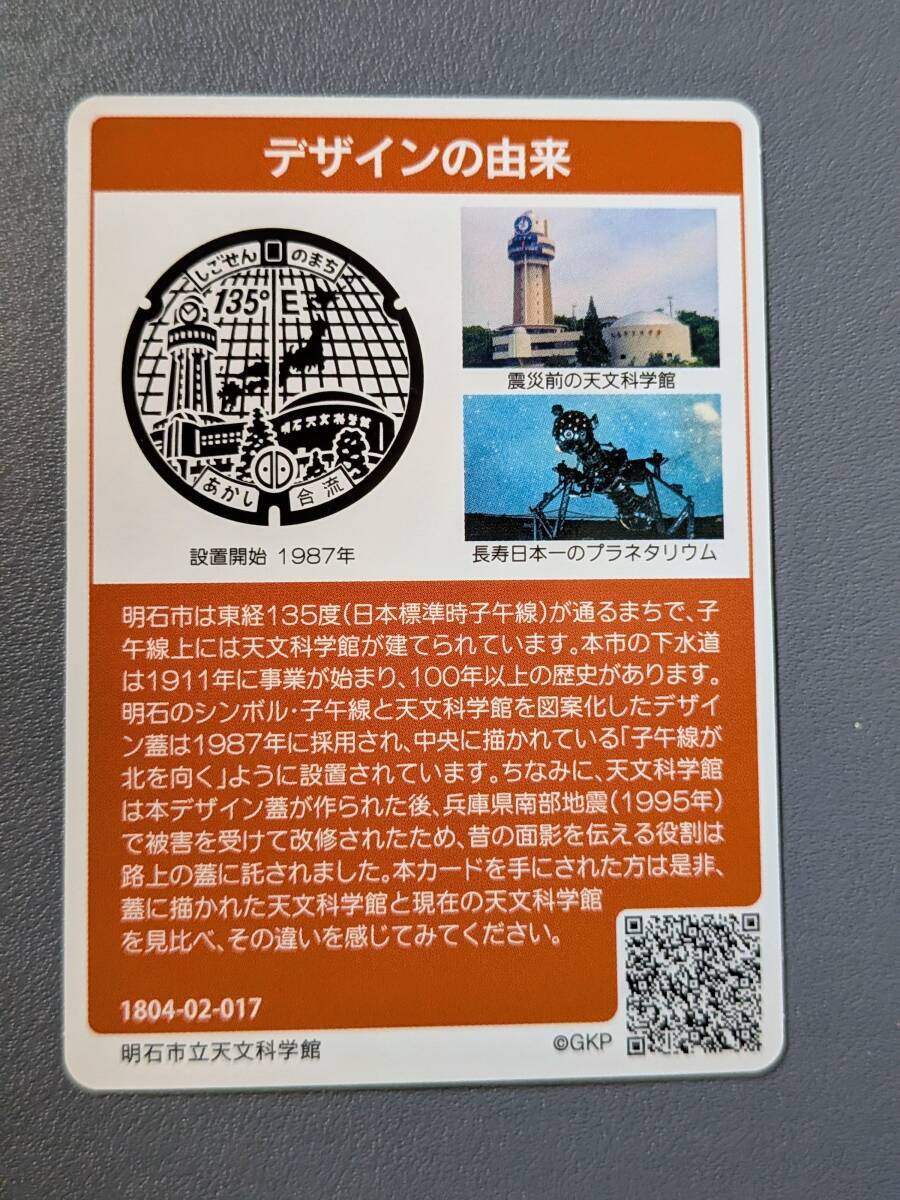 デザインの由来
しごせん のまち
135° E
明石天文科学館
あかし 合流
設置開始 1987年
震災前の天文科学館
長寿日本一のプラネタリウム
明石市は東経135度(日本標準時子午線)が通るまちで、子
午線上には天文科学館が建てられています。本市の下水道
は1911年に事業が始まり、100年以上の歴史があります。
明石のシンボル・子午線と天文科学館を図案化したデザイ
ン蓋は1987年に採用され、中央に描かれている「子午線が
北を向く」ように設置されています。ちなみに、天文科学館
は本デザイン蓋が作られた後、兵庫県南部地震(1995年)
で被害を受けて改修されたため、昔の面影を伝える役割は
路上の蓋に託されました。本カードを手にされた方は是非、
蓋に描かれた天文科学館と現在の天文科学館
を見比べ、その違いを感じてみてください。
1804-02-017
明石市立天文科学館
©GKP